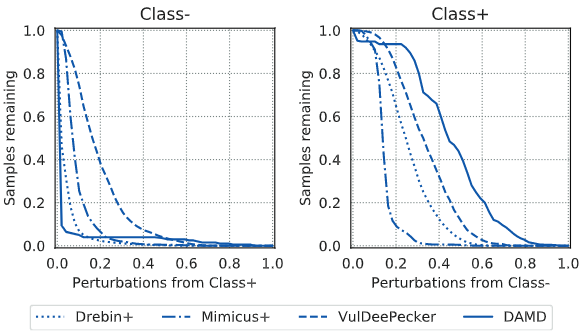 Class-
Samples remaining
1.0
0.8
0.6
0.4
0.2
0.0
0.0 0.2 0.4 0.6 0.8 1.0
Perturbations from Class+
Class+
Samples remaining
1.0
0.8
0.6
0.4
0.2
0.0
0.0 0.2 0.4 0.6 0.8 1.0
Perturbations from Class-
Drebin+ Mimicus+ VulDeePecker DAMD